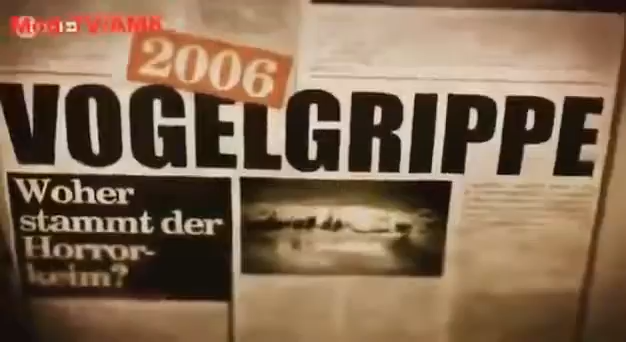 2006
VOGELGRIPPE
Woher
stammt der
Horror-
keim?